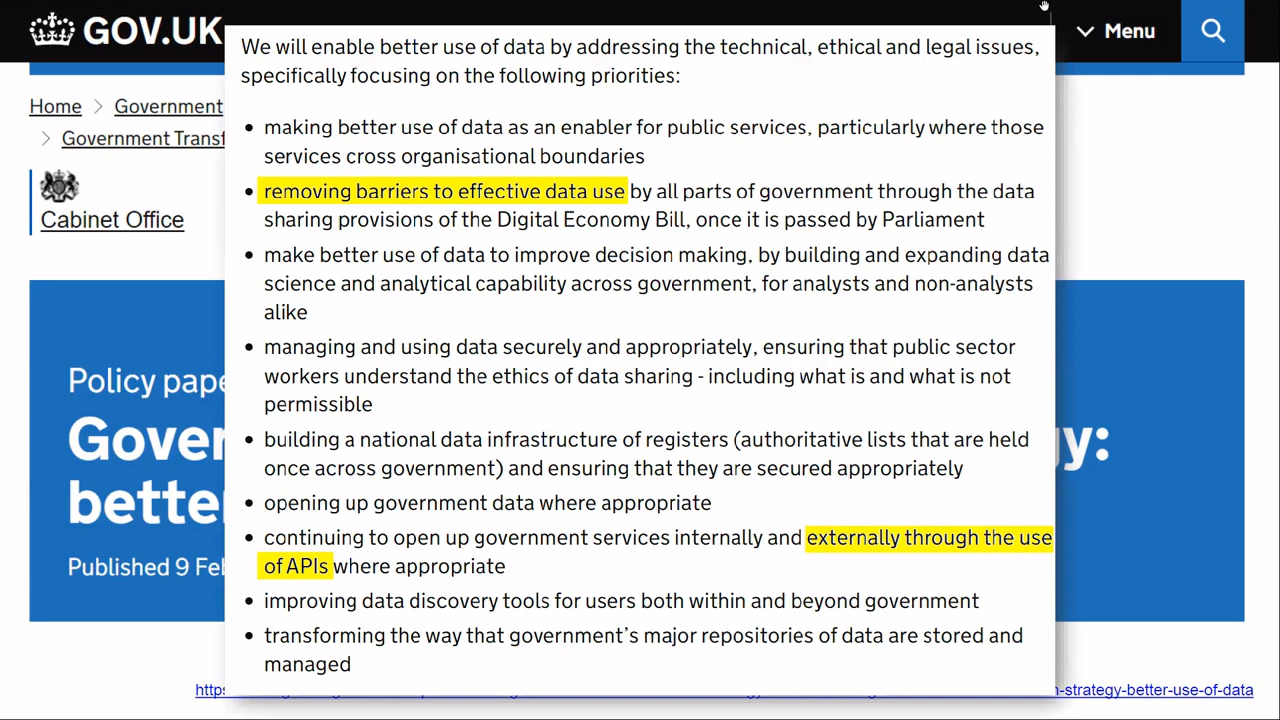 GOV.UK
Menu
We will enable better use of data by addressing the technical, ethical and legal issues,
specifically focusing on the following priorities:
Home > Government
> Government Transf
Cabinet Office
• making better use of data as an enabler for public services, particularly where those
services cross organisational boundaries
• removing barriers to effective data use by all parts of government through the data
sharing provisions of the Digital Economy Bill, once it is passed by Parliament
• make better use of data to improve decision making, by building and expanding data
science and analytical capability across government, for analysts and non-analysts
alike
• managing and using data securely and appropriately, ensuring that public sector
workers understand the ethics of data sharing - including what is and what is not
permissible
• building a national data infrastructure of registers (authoritative lists that are held
once across government) and ensuring that they are secured appropriately
• opening up government data where appropriate
• continuing to open up government services internally and externally through the use
of APIs where appropriate
• improving data discovery tools for users both within and beyond government
• transforming the way that government's major repositories of data are stored and
managed
Policy pape
Gover
gy:
better
Published 9 Feb
http
-strategy-better-use-of-data